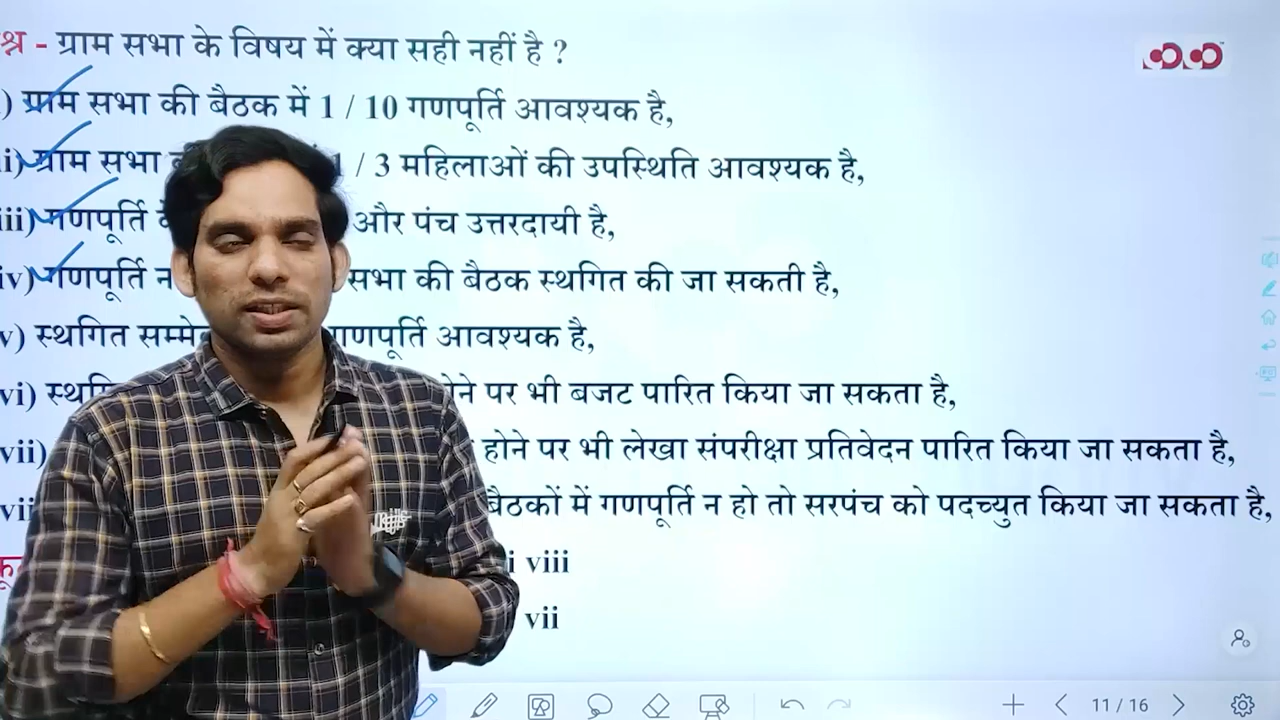 श्न - ग्राम सभा के विषय में क्या सही नहीं है ?
) ग्राम सभा की बैठक में 1 / 10 गणपूर्ति आवश्यक है,
ii) ग्राम सभा 1 / 3 महिलाओं की उपस्थिति आवश्यक है,
iii) गणपूर्ति और पंच उत्तरदायी है,
iv) गणपूर्ति न सभा की बैठक स्थगित की जा सकती है,
v) स्थगित गणपूर्ति आवश्यक है,
vi) होने पर भी बजट पारित किया जा सकता है,
vii) होने पर भी लेखा संपरीक्षा प्रतिवेदन पारित किया जा सकता है,
बैठकों में गणपूर्ति न हो तो सरपंच को पदच्युत किया जा सकता है,
viii
vii
11 / 16